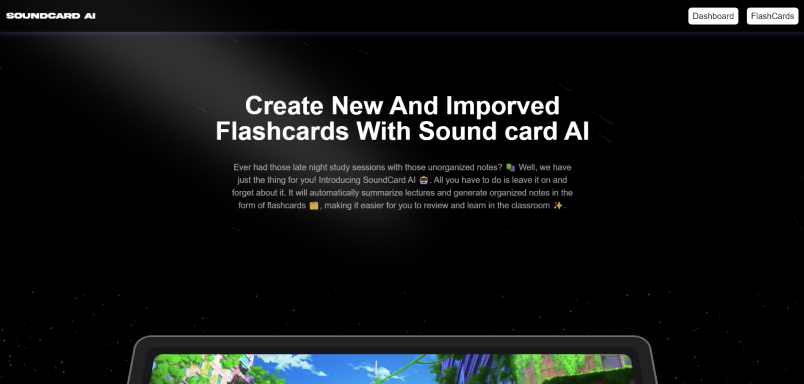 SOUNDCARD AI
Dashboard
FlashCards
Create New And Imporved
Flashcards With Sound card AI
Ever had those late night study sessions with those unorganized notes? 📚 Well, we have
just the thing for you! Introducing SoundCard AI 🤖. All you have to do is leave it on and
forget about it. It will automatically summarize lectures and generate organized notes in the
form of flashcards 🗂️, making it easier for you to review and learn in the classroom ✨.